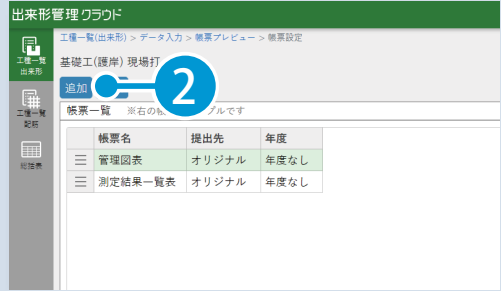 出来形管理クラウド
工種一覧(出来形) > データ入力 > 帳票プレビュー > 帳票設定
工種一覧
出来形
基礎工(護岸) 現場打
追加
2
帳票一覧 ※右の帳
プルです
工種一覧
配筋
総括表
帳票名 提出先 年度
管理図表 オリジナル 年度なし
測定結果一覧表 オリジナル 年度なし